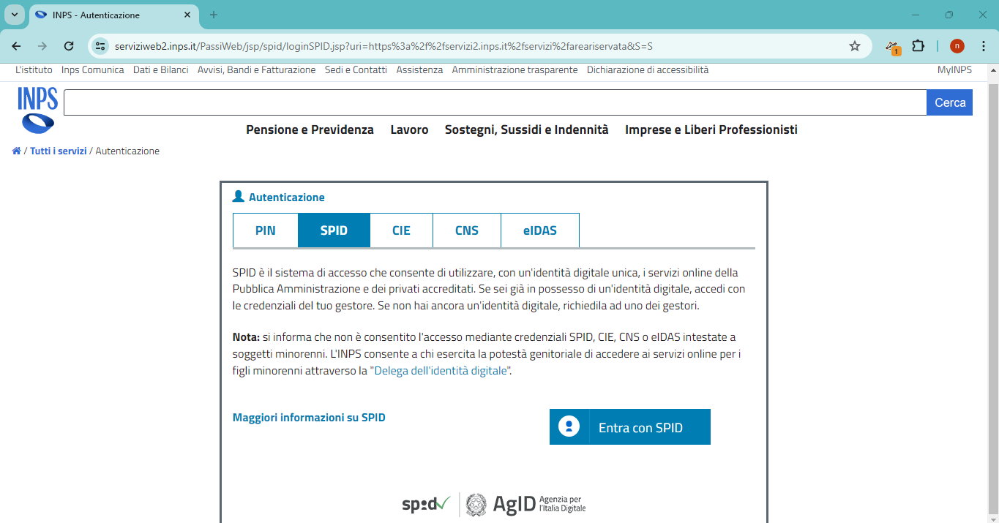 INPS - Autenticazione
serviziweb2.inps.it/PassiWeb/jsp/spid/loginSPID.jsp?uri=https%3a%2f%2fservizi2.inps.it%2fservizi%2fareariservata&S=S
1
n
L'istituto Inps Comunica Dati e Bilanci Avvisi, Bandi e Fatturazione Sedi e Contatti Assistenza Amministrazione trasparente Dichiarazione di accessibilità MyINPS
INPS
Cerca
Pensione e Previdenza Lavoro Sostegni, Sussidi e Indennità Imprese e Liberi Professionisti
/ Tutti i servizi / Autenticazione
Autenticazione
PIN SPID CIE CNS eIDAS
SPID è il sistema di accesso che consente di utilizzare, con un'identità digitale unica, i servizi online della
Pubblica Amministrazione e dei privati accreditati. Se sei già in possesso di un'identità digitale, accedi con
le credenziali del tuo gestore. Se non hai ancora un'identità digitale, richiedila ad uno dei gestori.
Nota: si informa che non è consentito l'accesso mediante credenziali SPID, CIE, CNS o eIDAS intestate a
soggetti minorenni. L'INPS consente a chi esercita la potestà genitoriale di accedere ai servizi online per i
figli minorenni attraverso la "Delega dell'identità digitale".
Maggiori informazioni su SPID
Entra con SPID
spid AgID Agenzia per
l'Italia Digitale